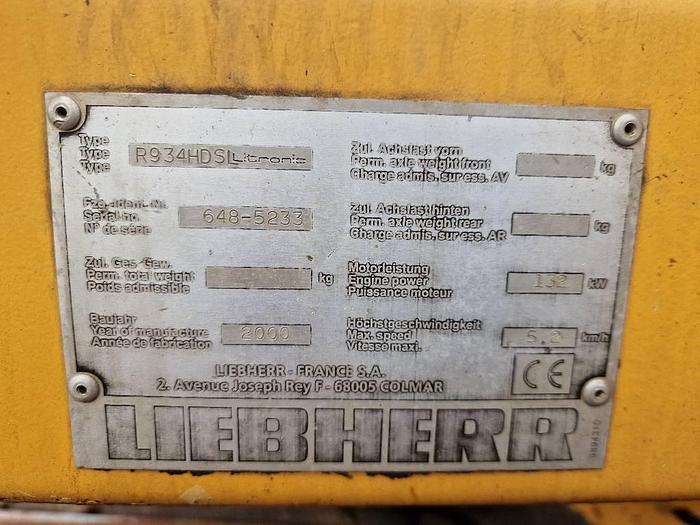 Type
Type R934HDSL Litronic
Type
Zul. Achslast vorn
Perm. axle weight front kg
Charge admis. sur ess. AV
Fzg.-Ident.-Nr.
Serial no. 648-5233
N° de série
Zul. Achslast hinten
Perm. axle weight rear kg
Charge admis. sur ess. AR
Zul. Ges.-Gew.
Perm. total weight kg
Poids admissible
Motorleistung
Engine power 132 kW
Puissance moteur
Baujahr
Year of manufacture 2000
Année de fabrication
Höchstgeschwindigkeit
Max. speed 5.2 km/h
Vitesse maxi.
LIEBHERR - FRANCE S.A.
2. Avenue Joseph Rey F - 68005 COLMAR
CE
LIEBHERR